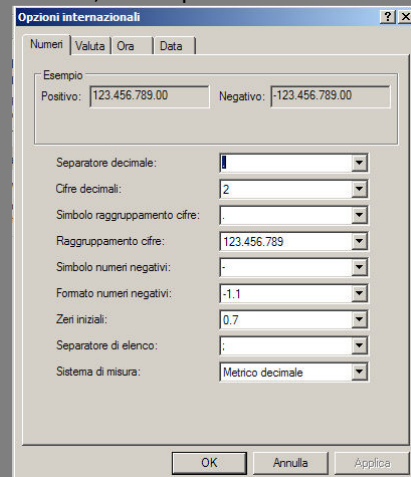 Opzioni internazionali
Numeri Valuta Ora Data
Esempio
Positivo: 123.456.789.00 Negativo: -123.456.789.00
Separatore decimale: .
Cifre decimali: 2
Simbolo raggruppamento cifre: .
Raggruppamento cifre: 123.456.789
Simbolo numeri negativi: -
Formato numeri negativi: -1.1
Zeri iniziali: 0.7
Separatore di elenco: ;
Sistema di misura: Metrico decimale
OK Annulla Applica